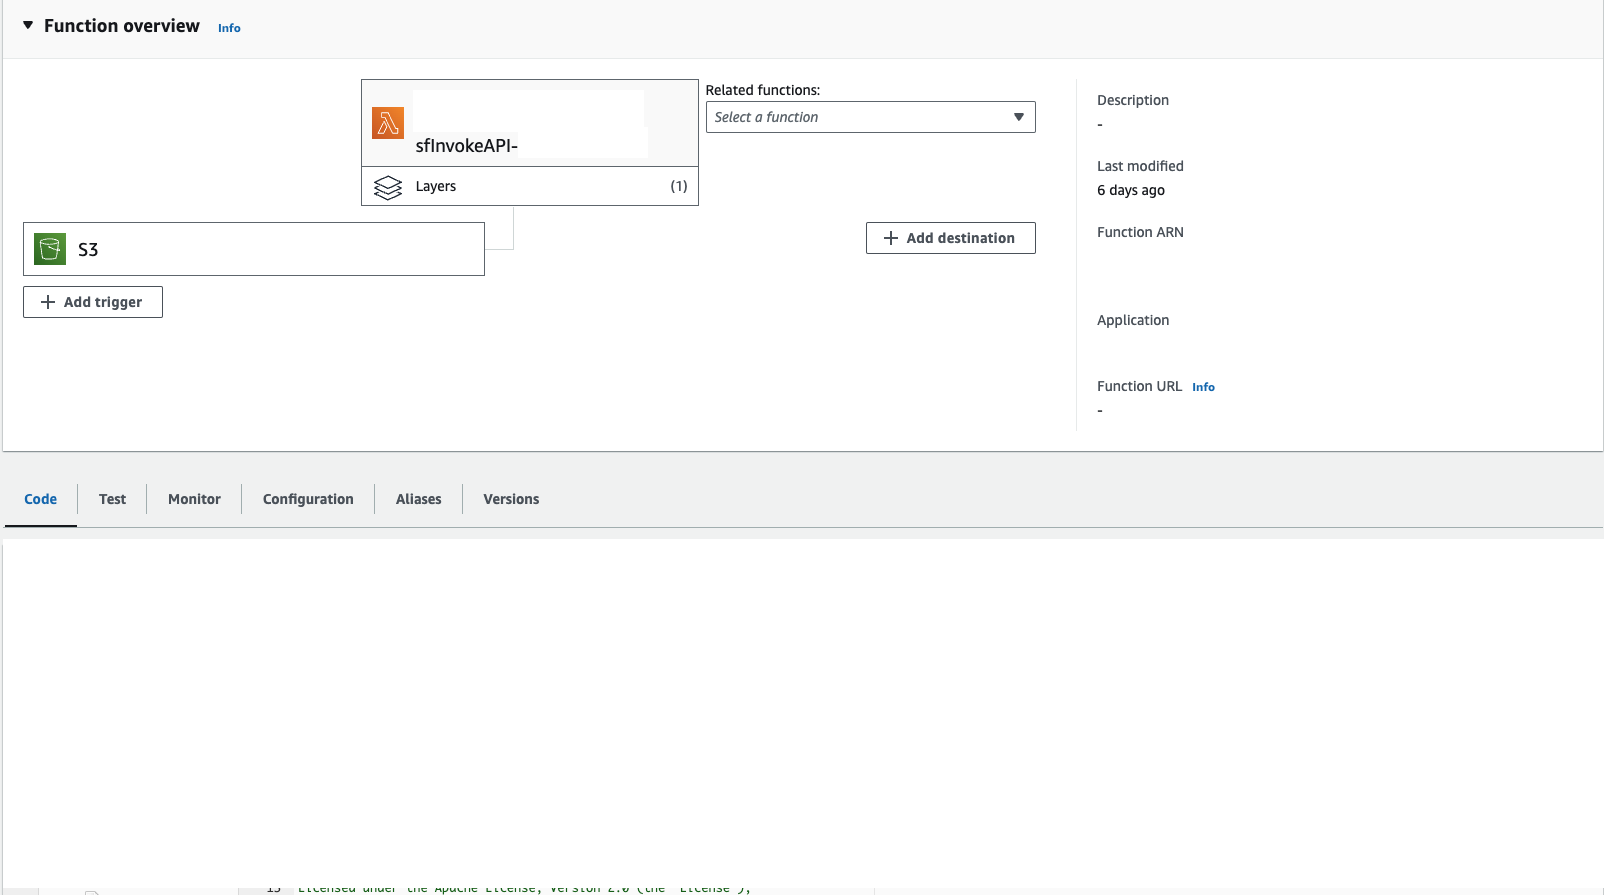 Function overview Info
sfInvokeAPI-
Layers (1)
Related functions:
Select a function
S3
Add trigger
Add destination
Description
-
Last modified
6 days ago
Function ARN
Application
Function URL Info
-
Code Test Monitor Configuration Aliases Versions
15 Licensed under the Apache License, Version 2.0 (the "License");